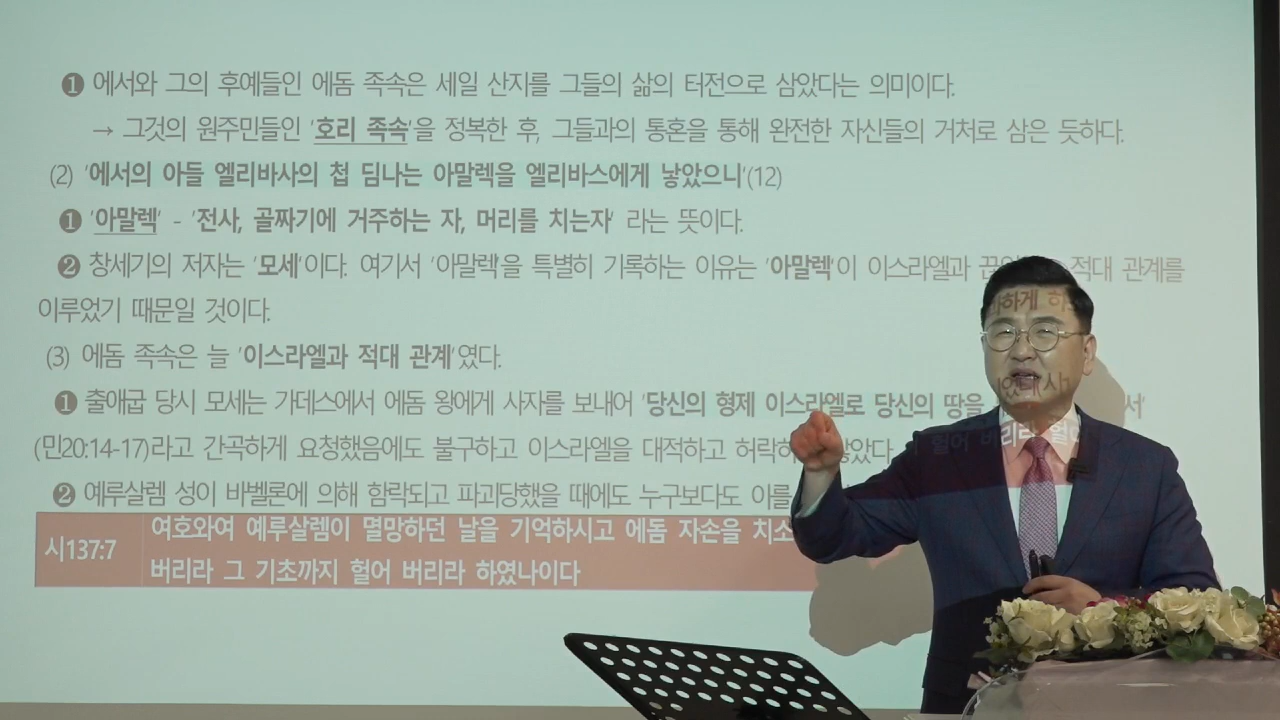 ❶ 에서와 그의 후예들인 에돔 족속은 세일 산지를 그들의 삶의 터전으로 삼았다는 의미이다.
→ 그것의 원주민들인 '호리 족속'을 정복한 후, 그들과의 통혼을 통해 완전한 자신들의 거처로 삼은 듯하다.
(2) '에서의 아들 엘리바사의 첩 딤나는 아말렉을 엘리바스에게 낳았으니'(12)
❶ '아말렉' - '전사, 골짜기에 거주하는 자, 머리를 치는자' 라는 뜻이다.
❷ 창세기의 저자는 '모세'이다. 여기서 '아말렉'을 특별히 기록하는 이유는 '아말렉'이 이스라엘과 적대 관계를
이루었기 때문일 것이다.
(3) 에돔 족속은 늘 '이스라엘과 적대 관계'였다.
❶ 출애굽 당시 모세는 가데스에서 에돔 왕에게 사자를 보내어 '당신의 형제 이스라엘로 당신의 땅을 서'
(민20:14-17)라고 간곡하게 요청했음에도 불구하고 이스라엘을 대적하고
❷ 예루살렘 성이 바벨론에 의해 함락되고 파괴당했을 때에도 누구보다도 이를
시137:7 여호와여 예루살렘이 멸망하던 날을 기억하시고 에돔 자손을 헐어 버리라 헐어
버리라 그 기초까지 헐어 버리라 하였나이다